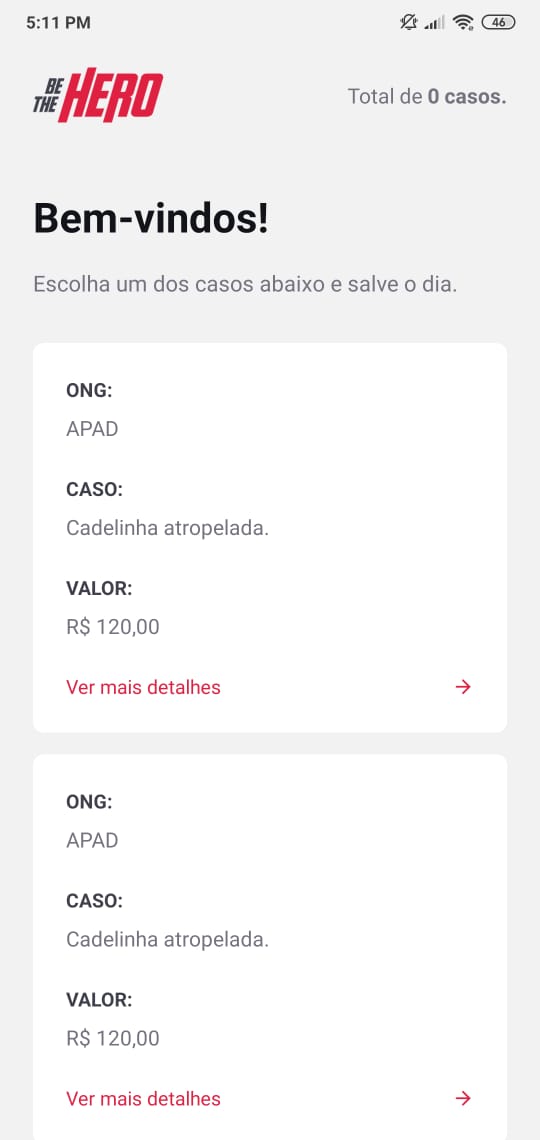 5:11 PM
46
BE
THE HERO
Total de 0 casos.
Bem-vindos!
Escolha um dos casos abaixo e salve o dia.
ONG:
APAD
CASO:
Cadelinha atropelada.
VALOR:
R$ 120,00
Ver mais detalhes
ONG:
APAD
CASO:
Cadelinha atropelada.
VALOR:
R$ 120,00
Ver mais detalhes